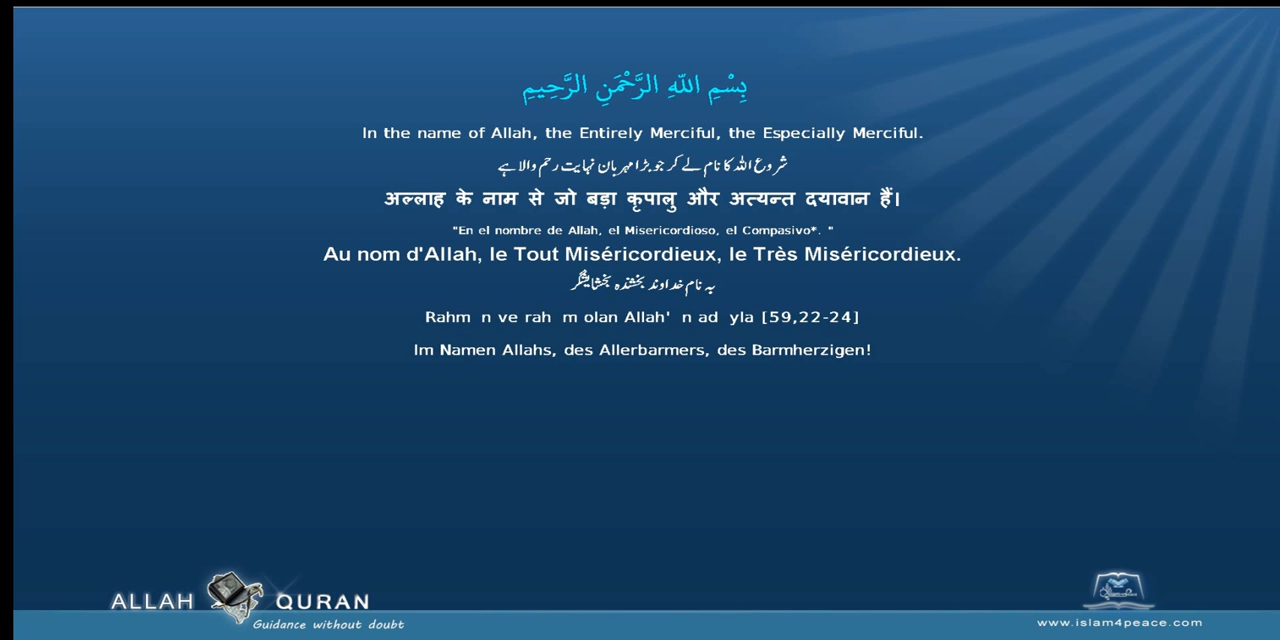 بِسْمِ اللَّهِ الرَّحْمَنِ الرَّحِيمِ
In the name of Allah, the Entirely Merciful, the Especially Merciful.
شروع اللہ کا نام لے کر جو بڑا مہربان نہایت رحم والا ہے
अल्लाह के नाम से जो बड़ा कृपालु और अत्यन्त दयावान हैं।
"En el nombre de Allah, el Misericordioso, el Compasivo*. "
Au nom d'Allah, le Tout Miséricordieux, le Très Miséricordieux.
به نام خداوند بخشنده بخشایشگر
Rahm n ve rah m olan Allah' n ad yla [59,22-24]
Im Namen Allahs, des Allerbarmers, des Barmherzigen!
ALLAH QURAN
Guidance without doubt
www.islam4peace.com